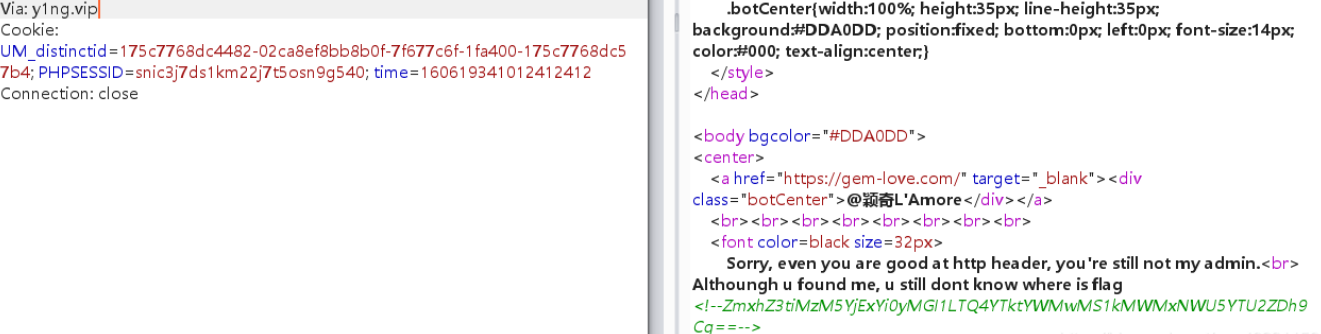 Via: y1ng.vip
Cookie:
UM_distinctid=175c7768dc4482-02ca8ef8bb8b0f-7f677c6f-1fa400-175c7768dc5
7b4; PHPSESSID=snic3j7ds1km22j7t5osn9g540; time=160619341012412412
Connection: close
.botCenter{width:100%; height:35px; line-height:35px;
background:#DDA0DD; position:fixed; bottom:0px; left:0px; font-size:14px;
color:#000; text-align:center;}
</style>
</head>
<body bgcolor="#DDA0DD">
<center>
<a href="https://gem-love.com/" target="_blank"><div
class="botCenter">@颖奇L'Amore</div></a>
<br><br><br><br><br><br><br><br>
<font color=black size=32px>
Sorry, even you are good at http header, you're still not my admin.<br>
Althoungh u found me, u still dont know where is flag
<!--ZmxhZ3tiMzM5YjExYi0yMGI1LTQ4YTktYWMwMS1kMWMxNWU5YTU2ZDh9
Cg==-->